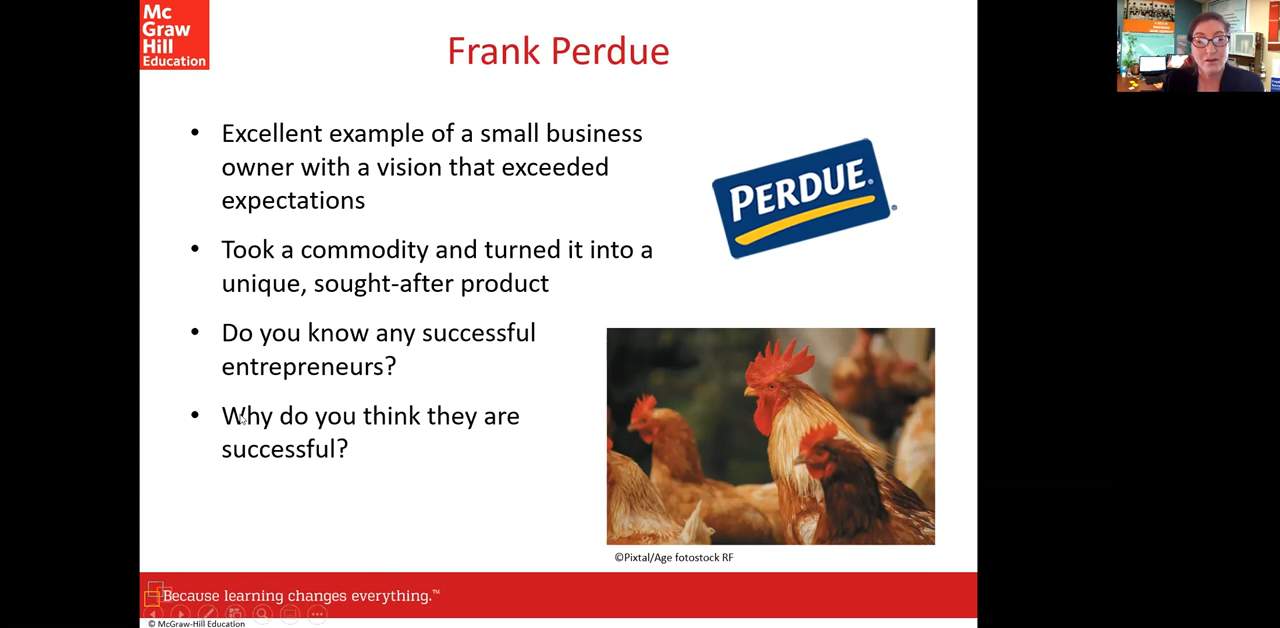 Mc
Graw
Hill
Education
Frank Perdue
• Excellent example of a small business
owner with a vision that exceeded
expectations
• Took a commodity and turned it into a
unique, sought-after product
• Do you know any successful
entrepreneurs?
• Why do you think they are
successful?
PERDUE®
®
©Pixtal/Age fotostock RF
Because learning changes everything.™
© McGraw-Hill Education